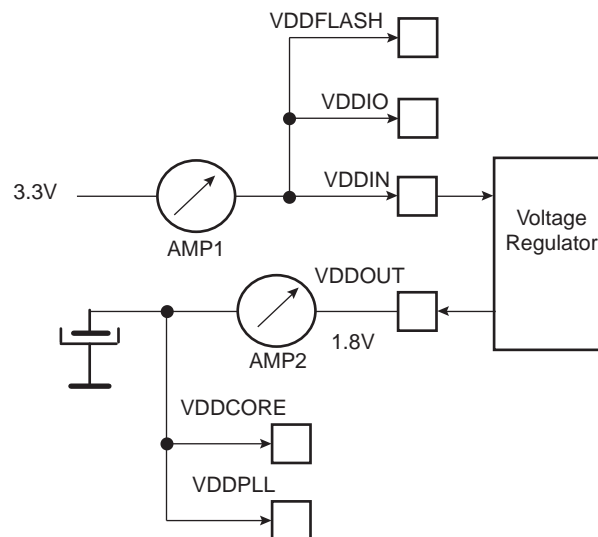 VDDFLASH
VDDIO
VDDIN
3.3V
AMP1
Voltage
Regulator
VDDOUT
1.8V
AMP2
VDDCORE
VDDPLL